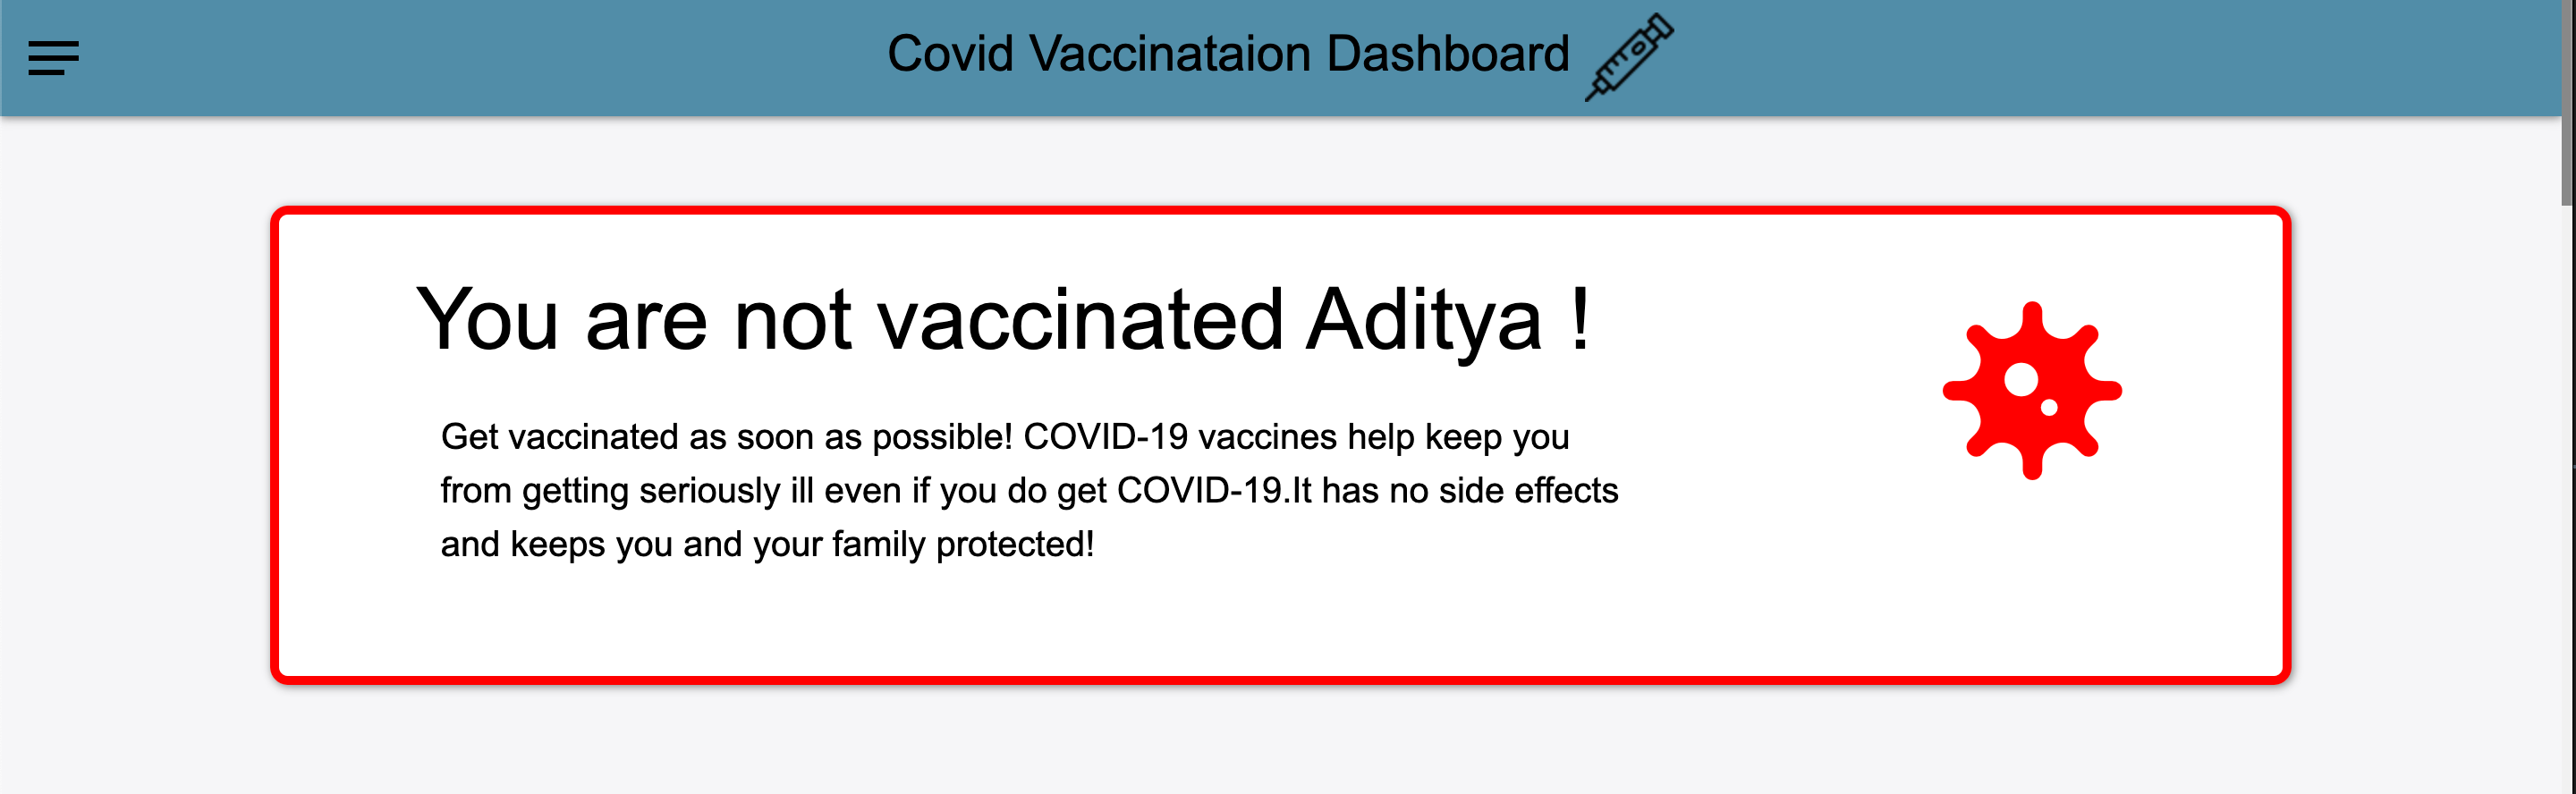 Covid Vaccinataion Dashboard
You are not vaccinated Aditya !
Get vaccinated as soon as possible! COVID-19 vaccines help keep you
from getting seriously ill even if you do get COVID-19.It has no side effects
and keeps you and your family protected!